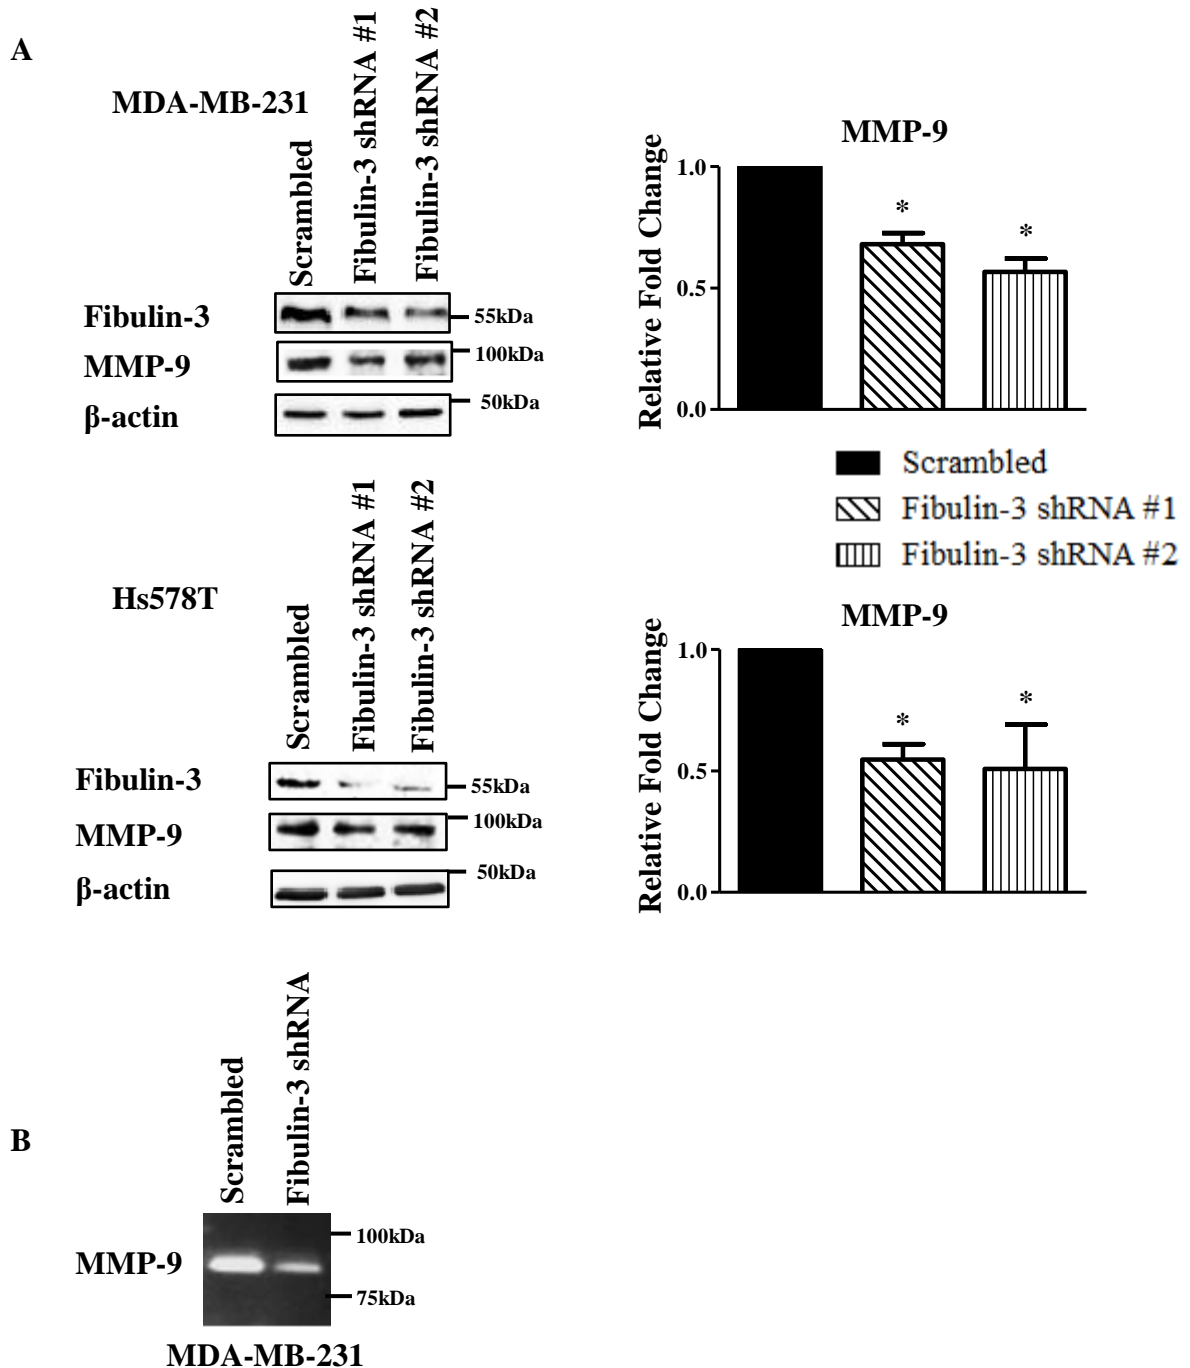 A
MDA-MB-231
Scrambled
Fibulin-3 shRNA #1
Fibulin-3 shRNA #2
Fibulin-3
MMP-9
β-actin
55kDa
100kDa
50kDa
MMP-9
Relative Fold Change
1.0
0.5
0.0
*
*
Scrambled
Fibulin-3 shRNA #1
Fibulin-3 shRNA #2
Hs578T
Scrambled
Fibulin-3 shRNA #1
Fibulin-3 shRNA #2
Fibulin-3
MMP-9
β-actin
55kDa
100kDa
50kDa
MMP-9
Relative Fold Change
1.0
0.5
0.0
*
*
B
Scrambled
Fibulin-3 shRNA
MMP-9
100kDa
75kDa
MDA-MB-231